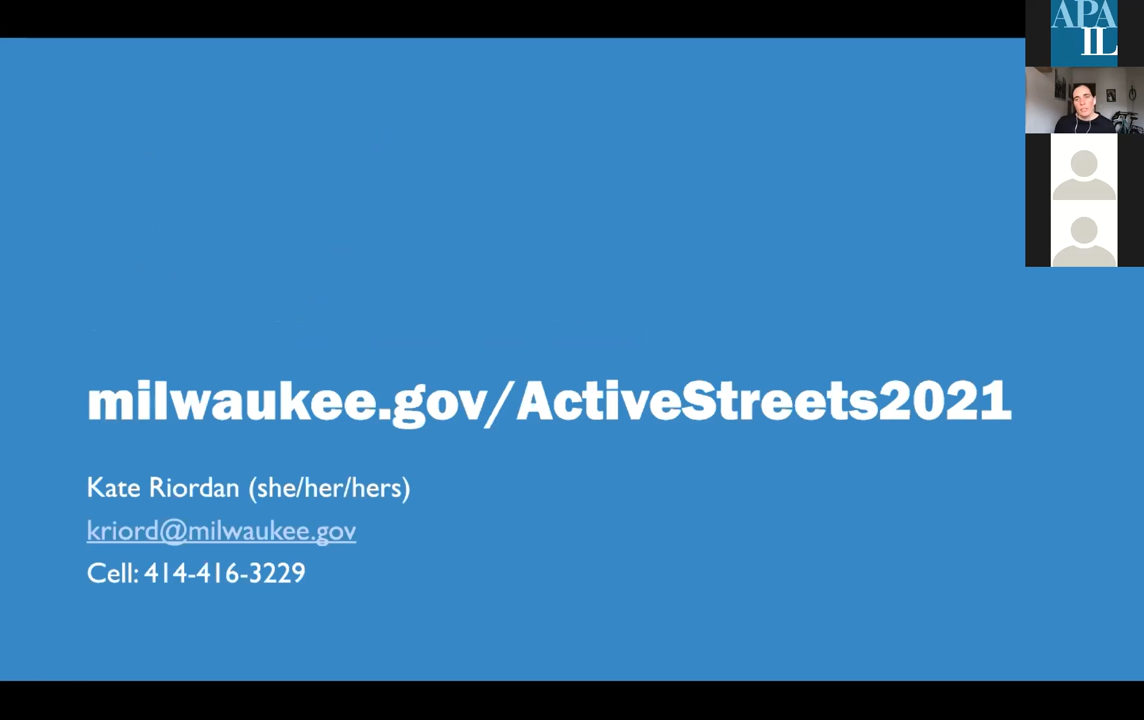 APA
IL
milwaukee.gov/ActiveStreets2021
Kate Riordan (she/her/hers)
kriord@milwaukee.gov
Cell: 414-416-3229